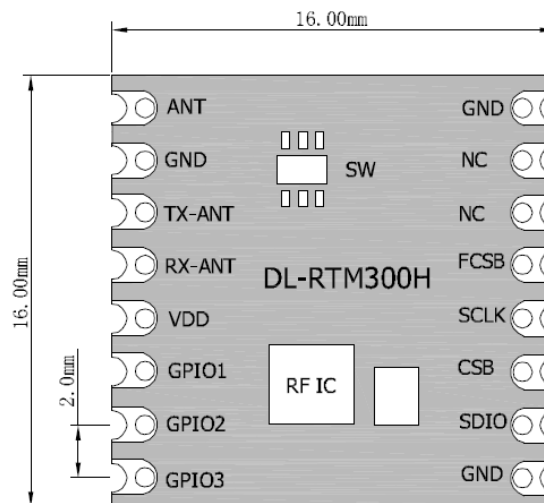 16.00mm
ANT
GND
GND
SW
NC
TX-ANT
NC
RX-ANT
FCSB
DL-RTM300H
16.00mm
VDD
SCLK
GPIO1
CSB
RF IC
2.0mm
GPIO2
SDIO
GPIO3
GND